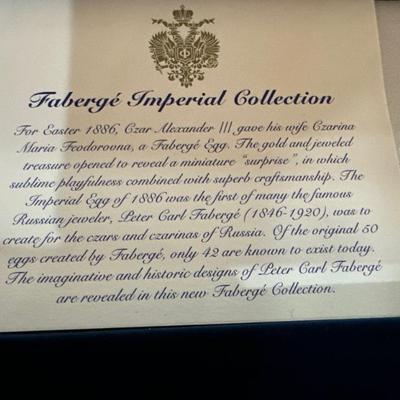 Fabergé Imperial Collection
For Easter 1886, Czar Alexander III gave his wife Czarina
Maria Feodorovna, a Fabergé Egg. The gold and jeweled
treasure opened to reveal a miniature "surprise", in which
sublime playfulness combined with superb craftsmanship. The
Imperial Egg of 1886 was the first of many the famous
Russian jeweler, Peter Carl Fabergé (1846-1920), was to
create for the czars and czarinas of Russia. Of the original 50
eggs created by Fabergé, only 42 are known to exist today.
The imaginative and historic designs of Peter Carl Fabergé
are revealed in this new Fabergé Collection.